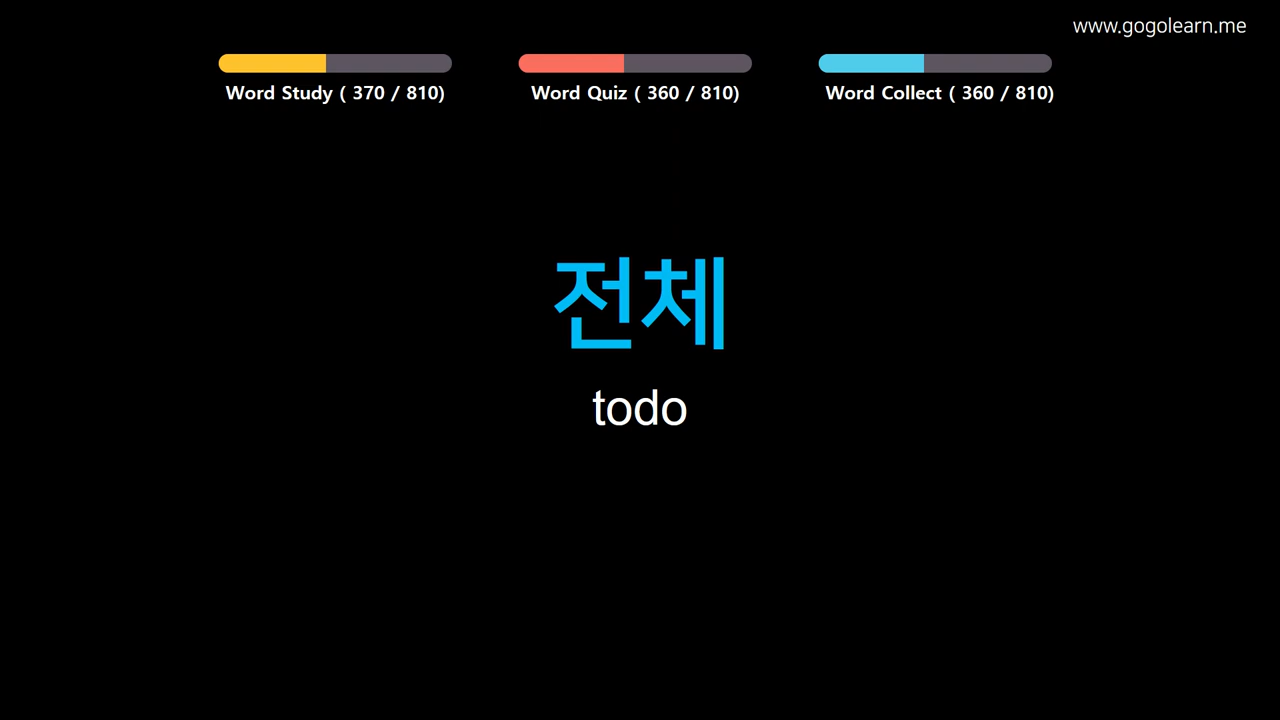 www.gogolearn.me
Word Study ( 370 / 810)
Word Quiz ( 360 / 810)
Word Collect ( 360 / 810)
전체
todo